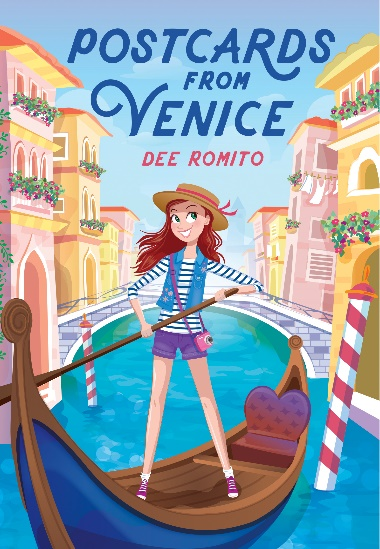 POSTCARDS
FROM
VENICE
DEE ROMITO